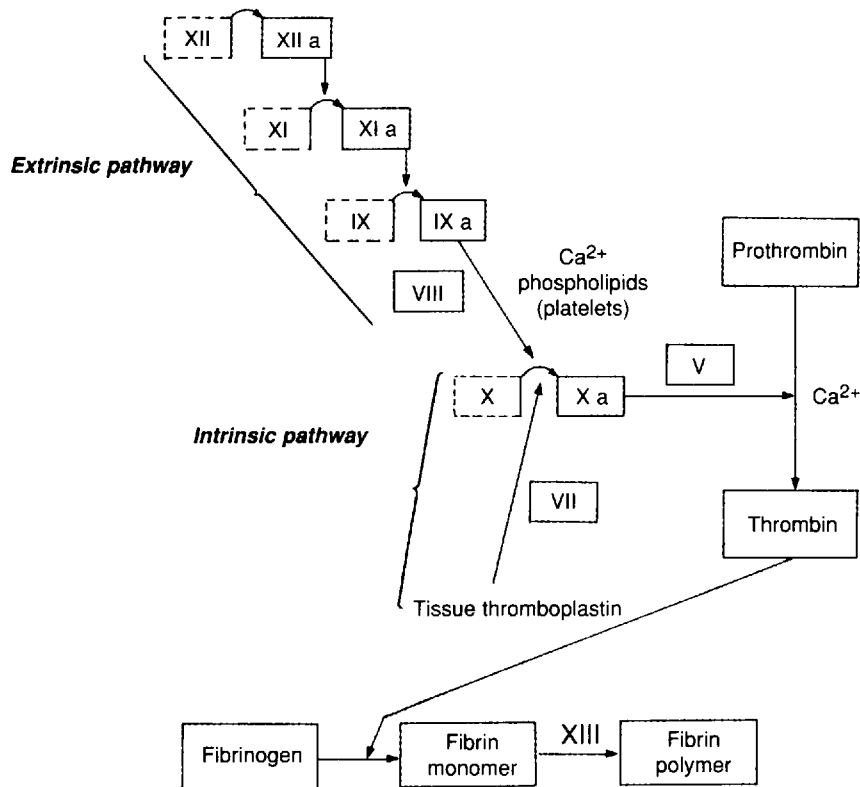 XII
XII a
XI
XI a
Extrinsic pathway
IX
IX a
Ca2+
phospholipids
(platelets)
Prothrombin
VIII
V
X
X a
Ca2+
Intrinsic pathway
VII
Thrombin
Tissue thromboplastin
Fibrinogen
Fibrin
monomer
XIII
Fibrin
polymer